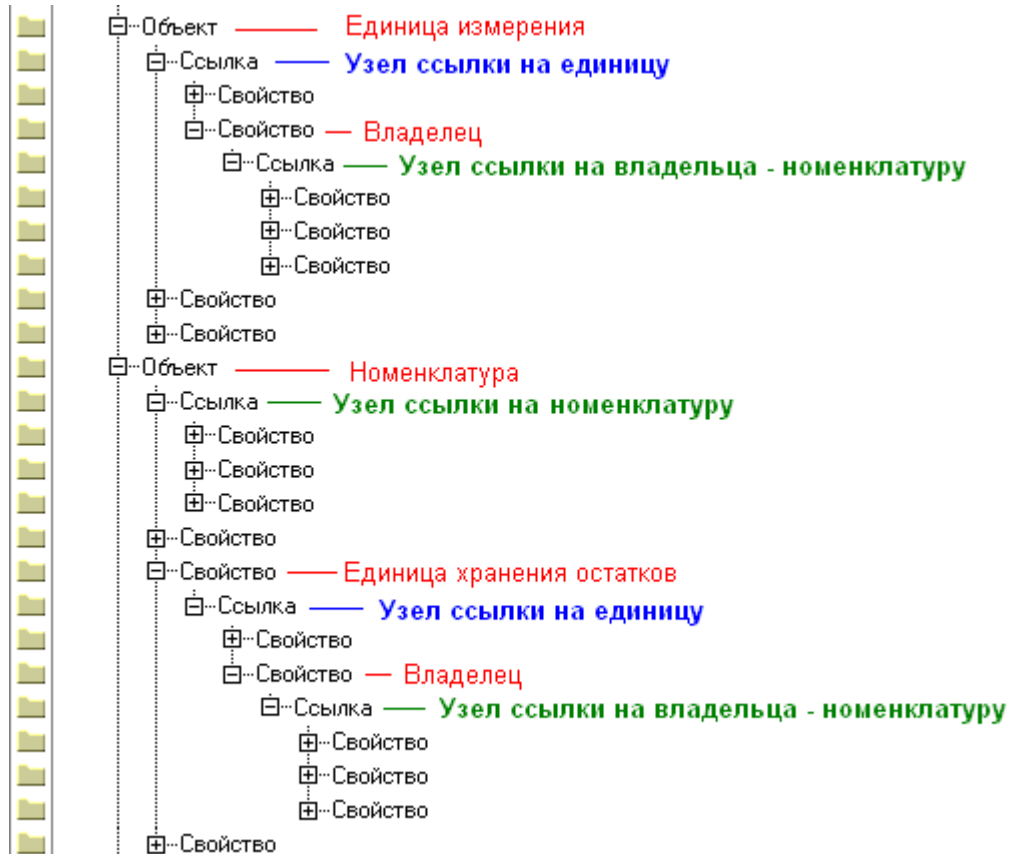 Объект Единица измерения
Ссылка Узел ссылки на единицу
Свойство
Свойство Владелец
Ссылка Узел ссылки на владельца - номенклатуру
Свойство
Свойство
Свойство
Свойство
Свойство
Объект Номенклатура
Ссылка Узел ссылки на номенклатуру
Свойство
Свойство
Свойство
Свойство
Свойство Единица хранения остатков
Ссылка Узел ссылки на единицу
Свойство
Свойство Владелец
Ссылка Узел ссылки на владельца - номенклатуру
Свойство
Свойство
Свойство
Свойство